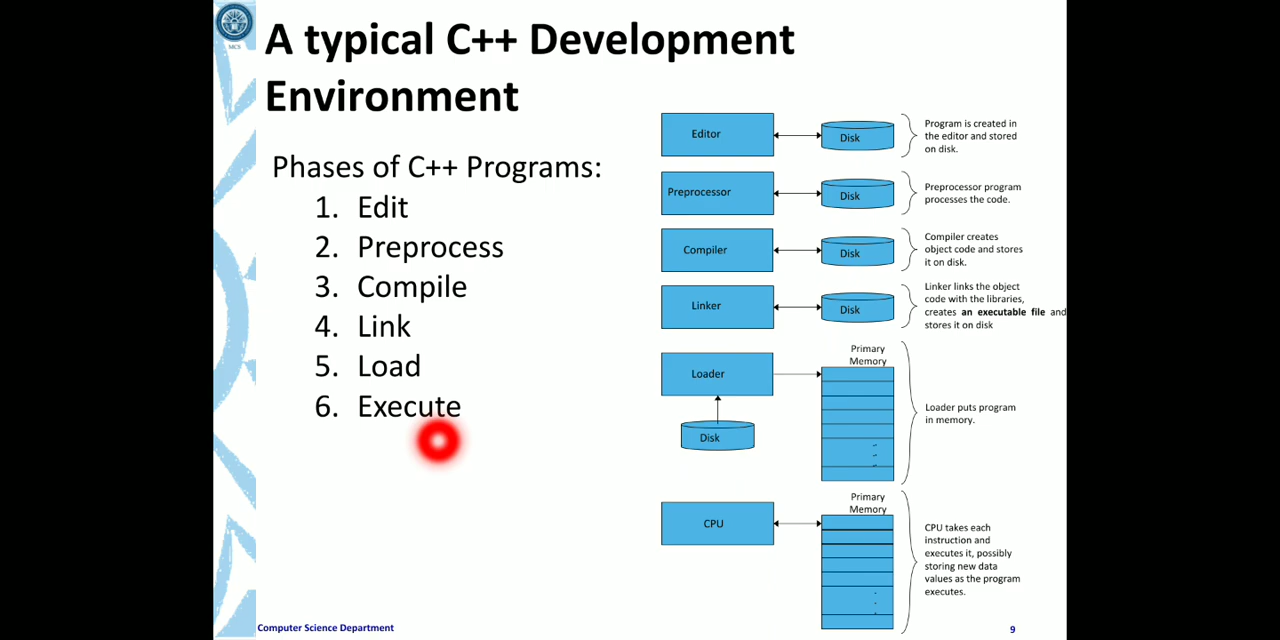 MCS
A typical C++ Development
Environment
Phases of C++ Programs:
1. Edit
2. Preprocess
3. Compile
4. Link
5. Load
6. Execute
Editor
Disk
Program is created in
the editor and stored
on disk.
Preprocessor
Disk
Preprocessor program
processes the code.
Compiler
Disk
Compiler creates
object code and stores
it on disk.
Linker
Disk
Linker links the object
code with the libraries,
creates an executable file and
stores it on disk
Loader
Disk
Primary
Memory
Loader puts program
in memory.
CPU
Primary
Memory
CPU takes each
instruction and
executes it, possibly
storing new data
values as the program
executes.
Computer Science Department
9